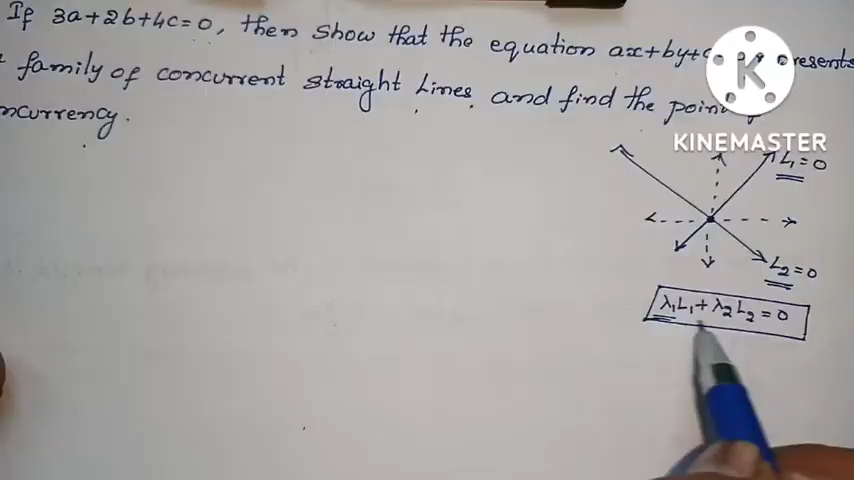 If 3a+2b+4c=0, then show that the equation ax+by+
family of concurrent straight Lines and find the
KINEMASTER
L₁=0
L₂=0
λ₁L₁+λ₂L₂=0